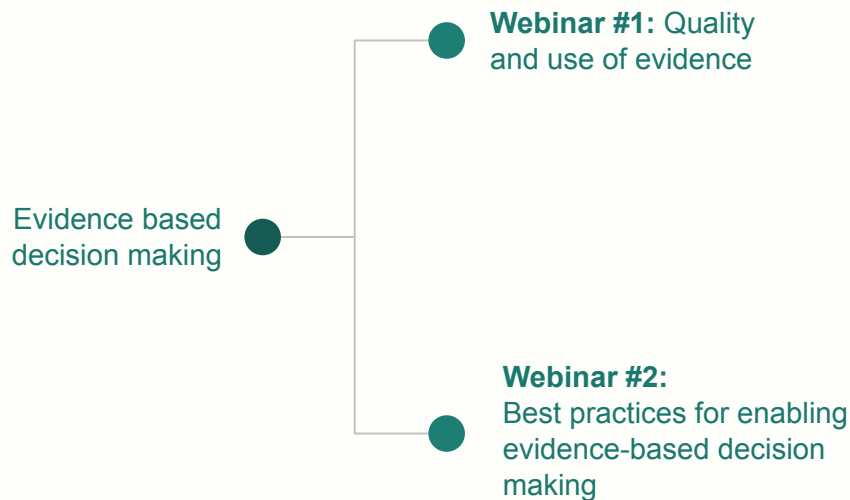 Webinar #1: Quality
and use of evidence
Evidence based
decision making
Webinar #2:
Best practices for enabling
evidence-based decision
making